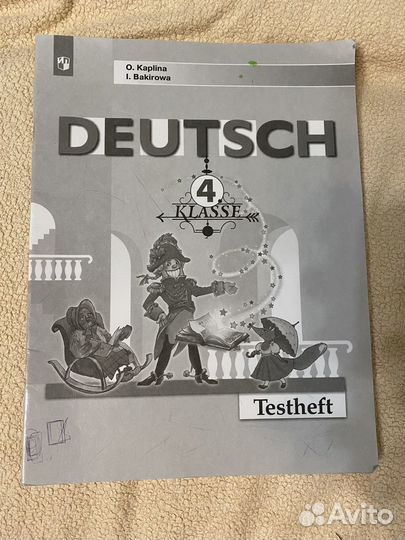 O. Kaplina
I. Bakirowa
DEUTSCH
4
KLASSE
Testheft
Avito